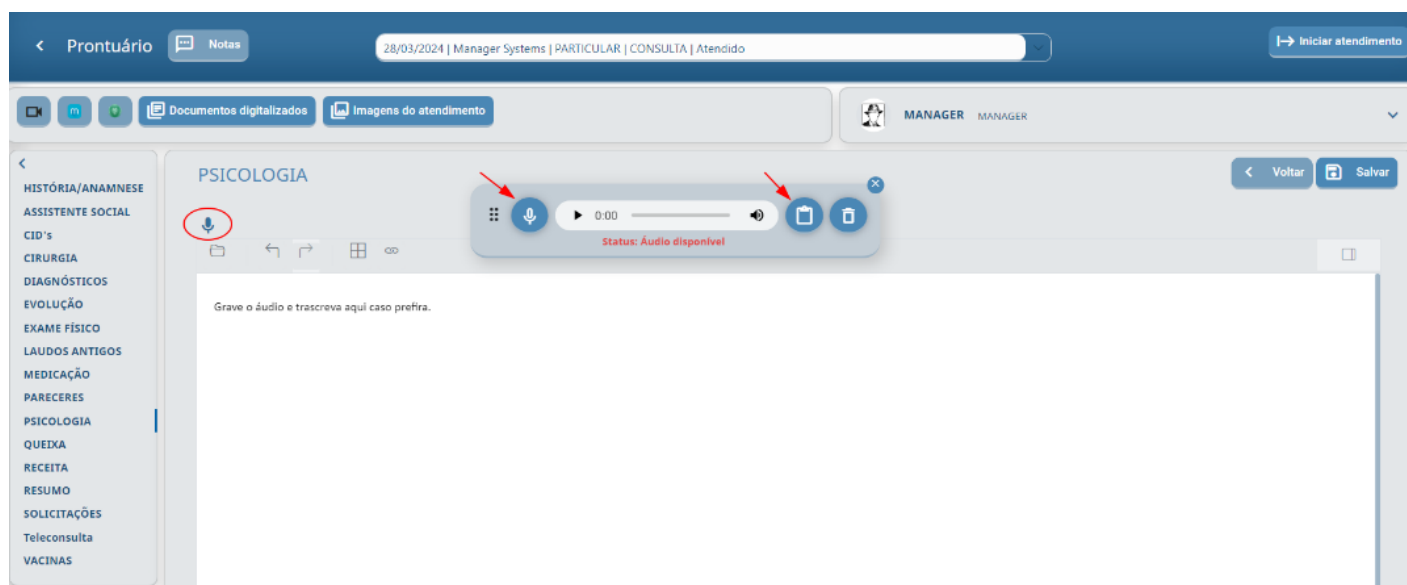 Prontuário
Notas
28/03/2024 | Manager Systems | PARTICULAR | CONSULTA | Atendido
Iniciar atendimento
Documentos digitalizados
Imagens do atendimento
MANAGER MANAGER
HISTÓRIA/ANAMNESE
ASSISTENTE SOCIAL
CID's
CIRURGIA
DIAGNÓSTICOS
EVOLUÇÃO
EXAME FÍSICO
LAUDOS ANTIGOS
MEDICAÇÃO
PARECERES
PSICOLOGIA
QUEIXA
RECEITA
RESUMO
SOLICITAÇÕES
Teleconsulta
VACINAS
PSICOLOGIA
Voltar
Salvar
0:00
Status: Áudio disponível
Grave o áudio e trascreva aqui caso prefira.